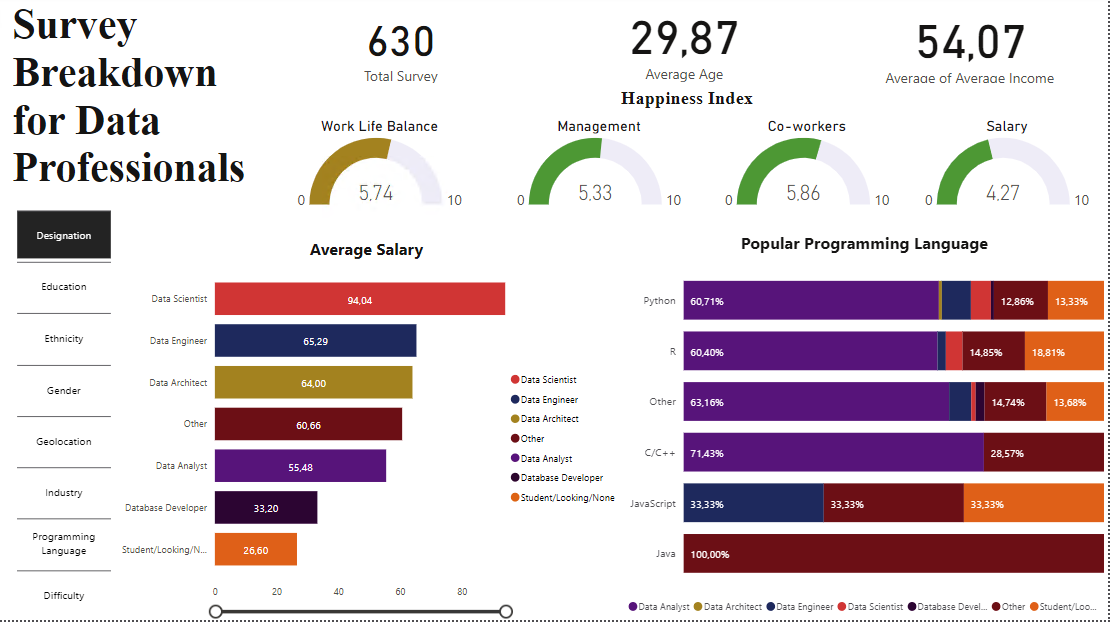 Survey
Breakdown
for Data
Professionals
630
Total Survey
29,87
Average Age
54,07
Average of Average Income
Happiness Index
Work Life Balance
0
5,74
10
Management
0
5,33
10
Co-workers
0
5,86
10
Salary
0
4,27
10
Designation
Education
Ethnicity
Gender
Geolocation
Industry
Programming
Language
Difficulty
Average Salary
Data Scientist
94,04
Data Engineer
65,29
Data Architect
64,00
Other
60,66
Data Analyst
55,48
Database Developer
33,20
Student/Looking/N...
26,60
0 20 40 60 80
Data Scientist
Data Engineer
Data Architect
Other
Data Analyst
Database Developer
Student/Looking/None
Popular Programming Language
Python 60,71% 12,86% 13,33%
R 60,40% 14,85% 18,81%
Other 63,16% 14,74% 13,68%
C/C++ 71,43% 28,57%
JavaScript 33,33% 33,33% 33,33%
Java 100,00%
Data Analyst Data Architect Data Engineer Data Scientist Database Devel... Other Student/Loo...